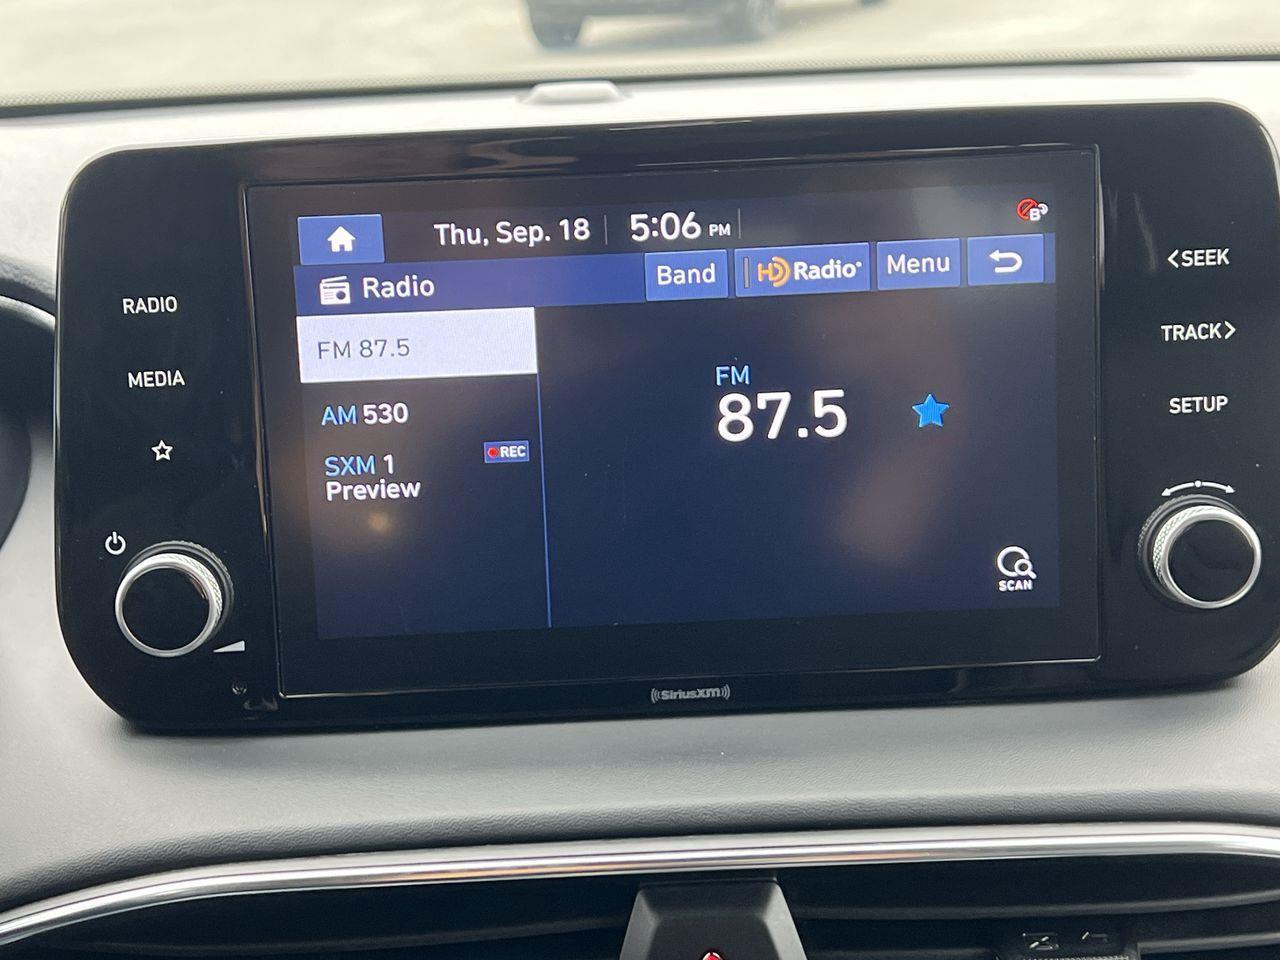 Thu, Sep. 18 5:06 PM
Radio Band HD Radio Menu
RADIO
MEDIA
FM 87.5
AM 530
SXM 1 REC
Preview
FM
87.5
SCAN
<SEEK
TRACK>
SETUP
((SiriusXM))